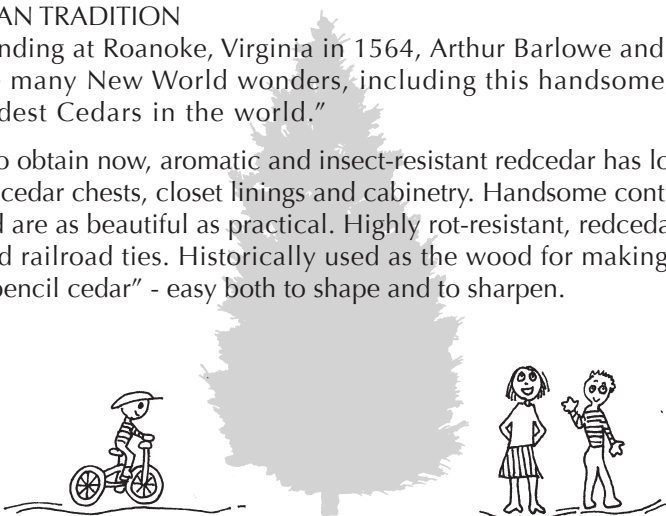 AN TRADITION
nding at Roanoke, Virginia in 1564, Arthur Barlowe and
many New World wonders, including this handsome
dest Cedars in the world.”
o obtain now, aromatic and insect-resistant redcedar has lo
cedar chests, closet linings and cabinetry. Handsome cont
d are as beautiful as practical. Highly rot-resistant, redceda
d railroad ties. Historically used as the wood for making
pencil cedar” - easy both to shape and to sharpen.